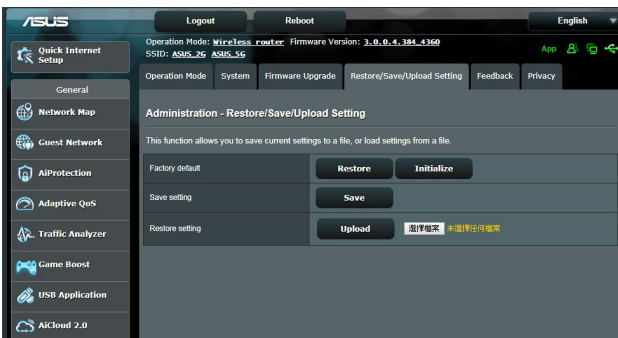 ASUS Logout Reboot English
Quick Internet Setup
Operation Mode: Wireless router Firmware Version: 3.0.0.4.384_4360
SSID: ASUS_2G ASUS_5G
App
Operation Mode System Firmware Upgrade Restore/Save/Upload Setting Feedback Privacy
General
Network Map
Guest Network
AiProtection
Adaptive QoS
Traffic Analyzer
Game Boost
USB Application
AiCloud 2.0
Administration - Restore/Save/Upload Setting
This function allows you to save current settings to a file, or load settings from a file.
Factory default Restore Initialize
Save setting Save
Restore setting Upload 選擇檔案 未選擇任何檔案